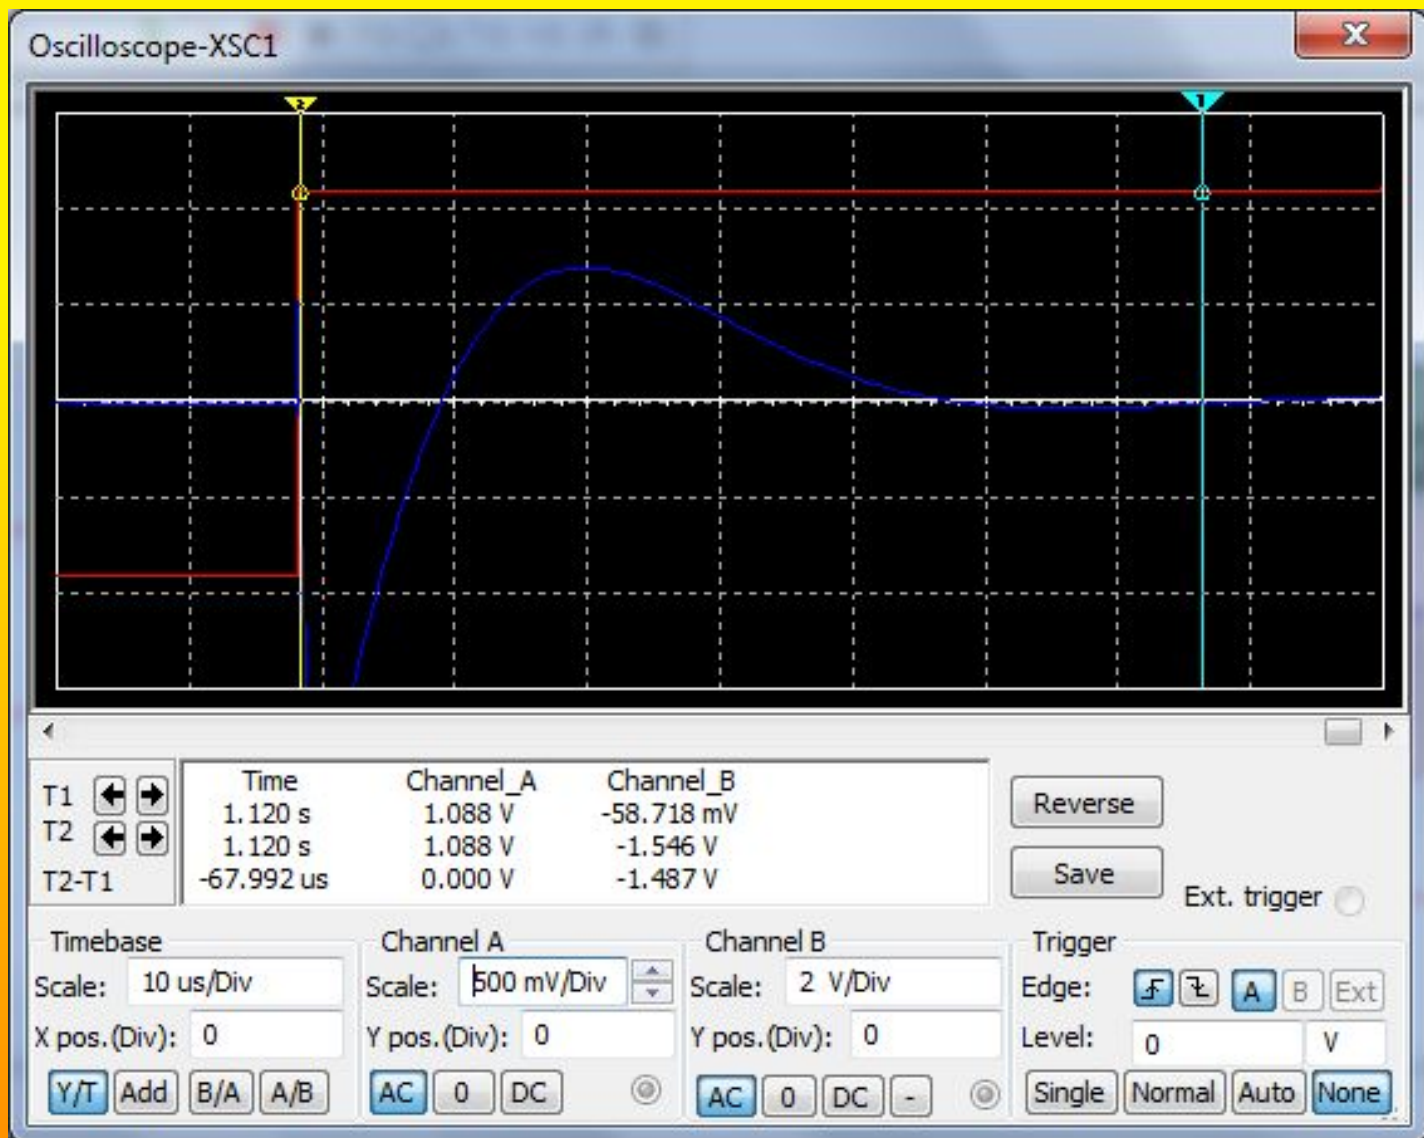 Oscilloscope-XSC1
X
2
1
T1
T2
T2-T1
Time Channel_A Channel_B
1.120 s 1.088 V -58.718 mV
1.120 s 1.088 V -1.546 V
-67.992 us 0.000 V -1.487 V
Reverse
Save
Ext. trigger
Timebase
Scale: 10 us/Div
X pos.(Div): 0
Y/T Add B/A A/B
Channel A
Scale: 500 mV/Div
Y pos.(Div): 0
AC 0 DC
Channel B
Scale: 2 V/Div
Y pos.(Div): 0
AC 0 DC -
Trigger
Edge: A B Ext
Level: 0 V
Single Normal Auto None